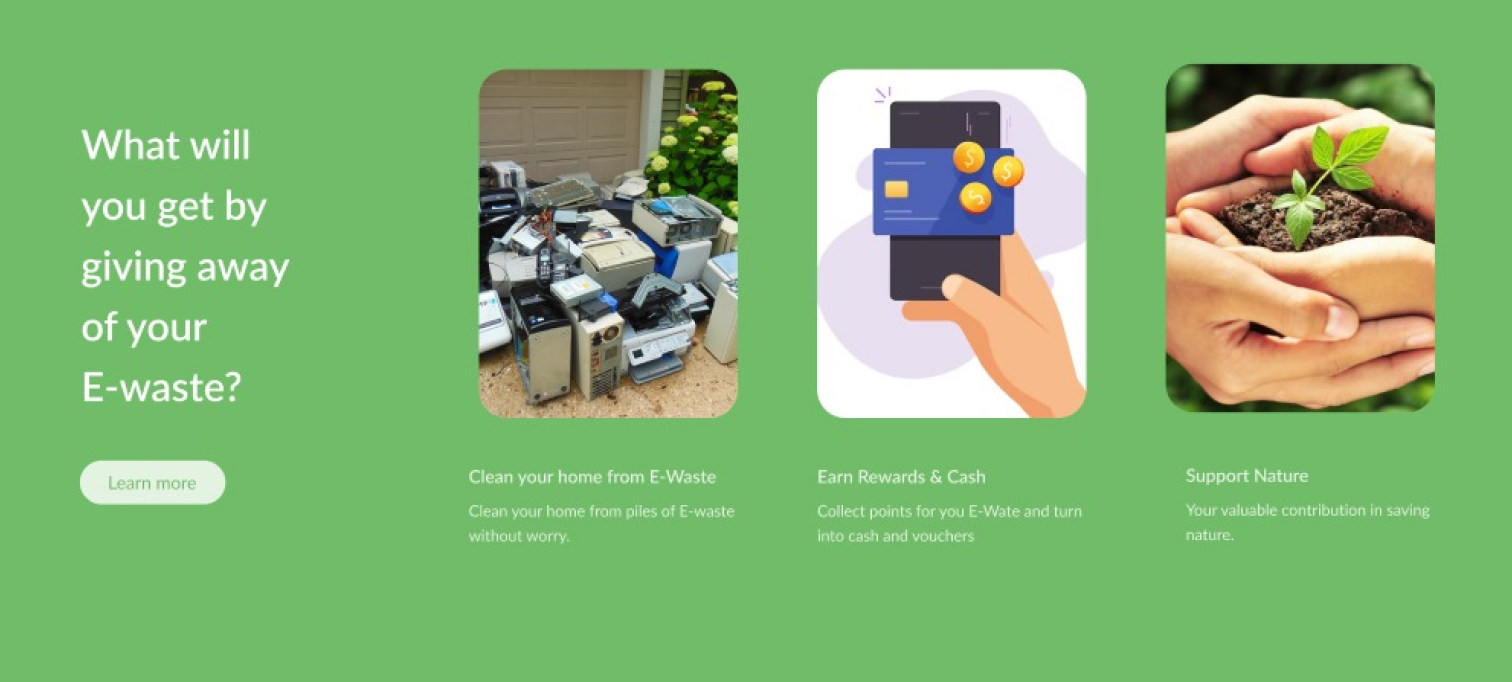 What will
you get by
giving away
of your
E-waste?
Learn more
Clean your home from E-Waste
Clean your home from piles of E-waste
without worry.
Earn Rewards & Cash
Collect points for you E-Wate and turn
into cash and vouchers
Support Nature
Your valuable contribution in saving
nature.